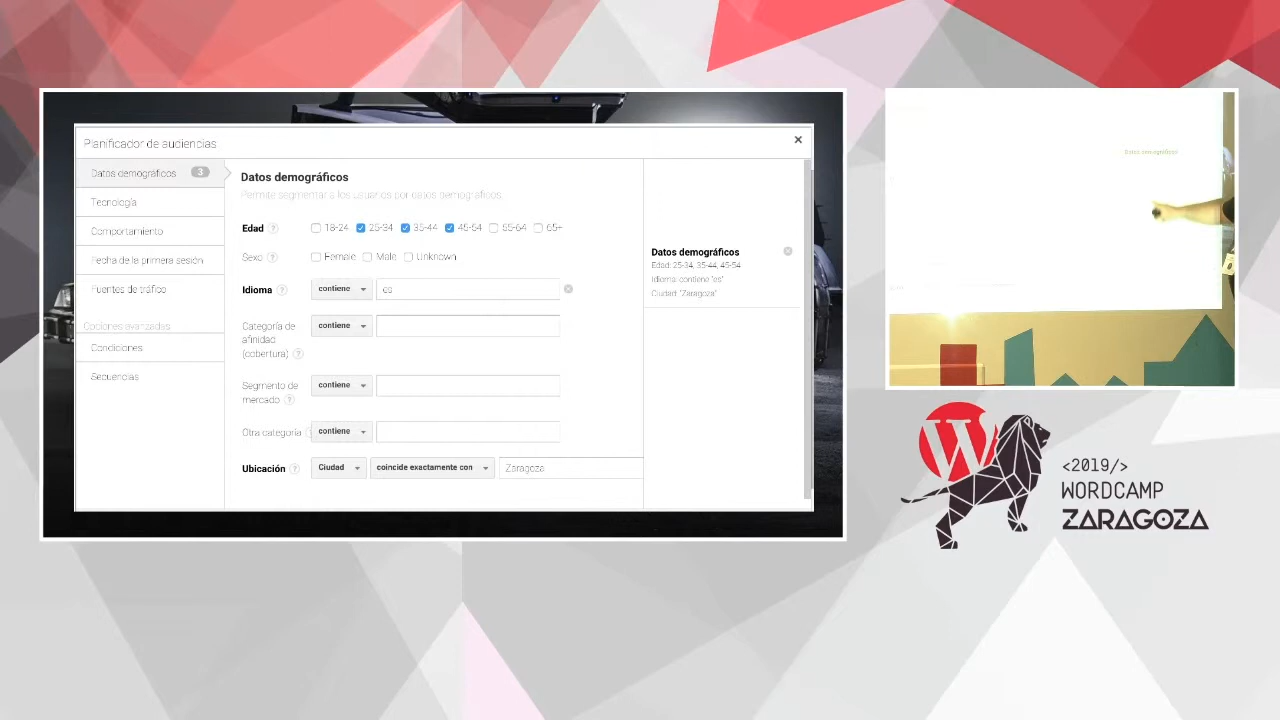 Planificador de audiencias
×
Datos demográficos 3
Tecnología
Comportamiento
Fecha de la primera sesión
Fuentes de tráfico
Condiciones
Secuencias
Datos demográficos
Permite segmentar a los usuarios por datos demográficos.
Edad ? 18-24 25-34 35-44 45-54 55-64 65+
Sexo ? Female Male Unknown
Idioma ? contiene es
Categoría de
afinidad
(cobertura) ?
contiene
Segmento de
mercado ?
contiene
Otra categoría contiene
Ubicación ? Ciudad coincide exactamente con Zaragoza
Datos demográficos
Edad: 25-34, 35-44, 45-54
Idioma: contiene "es"
Ciudad: "Zaragoza"
W
<2019/>
WORDCAMP
ZARAGOZA